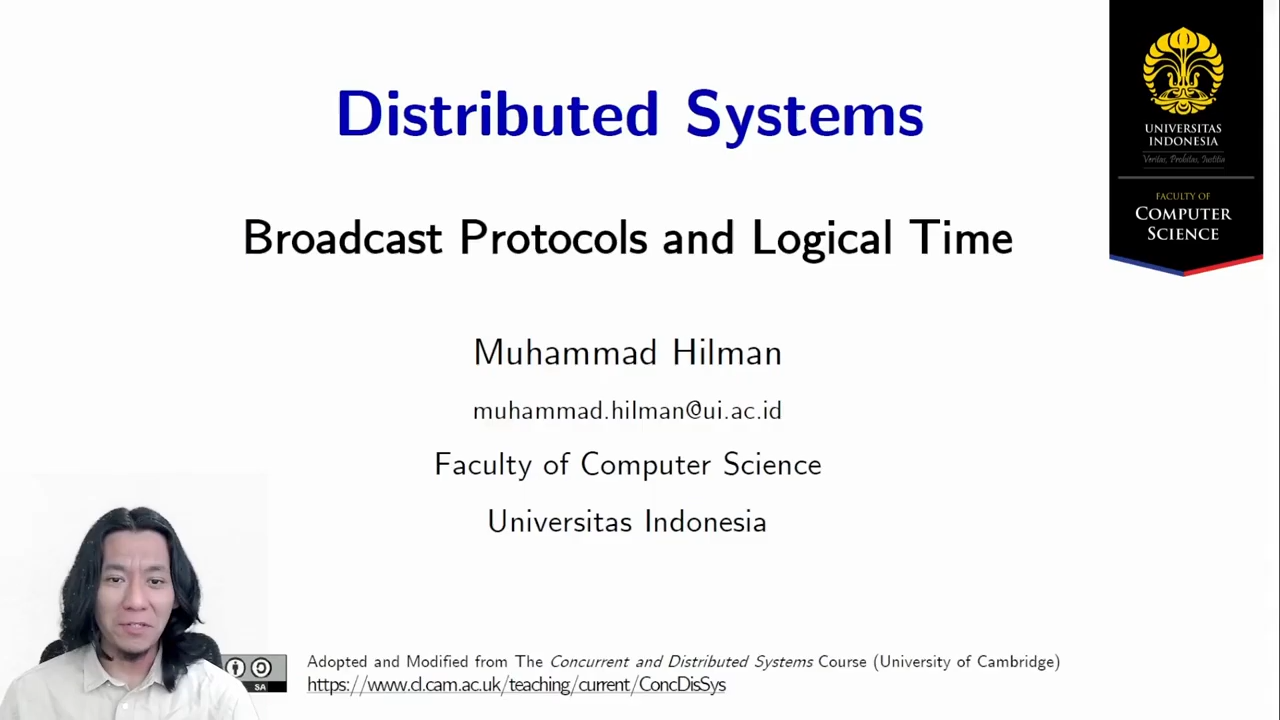 Distributed Systems
Broadcast Protocols and Logical Time
Muhammad Hilman
muhammad.hilman@ui.ac.id
Faculty of Computer Science
Universitas Indonesia
UNIVERSITAS
INDONESIA
Veritas, Probitas, Iustitia
FACULTY OF
COMPUTER
SCIENCE
SA
Adopted and Modified from The Concurrent and Distributed Systems Course (University of Cambridge)
https://www.cl.cam.ac.uk/teaching/current/ConcDisSys